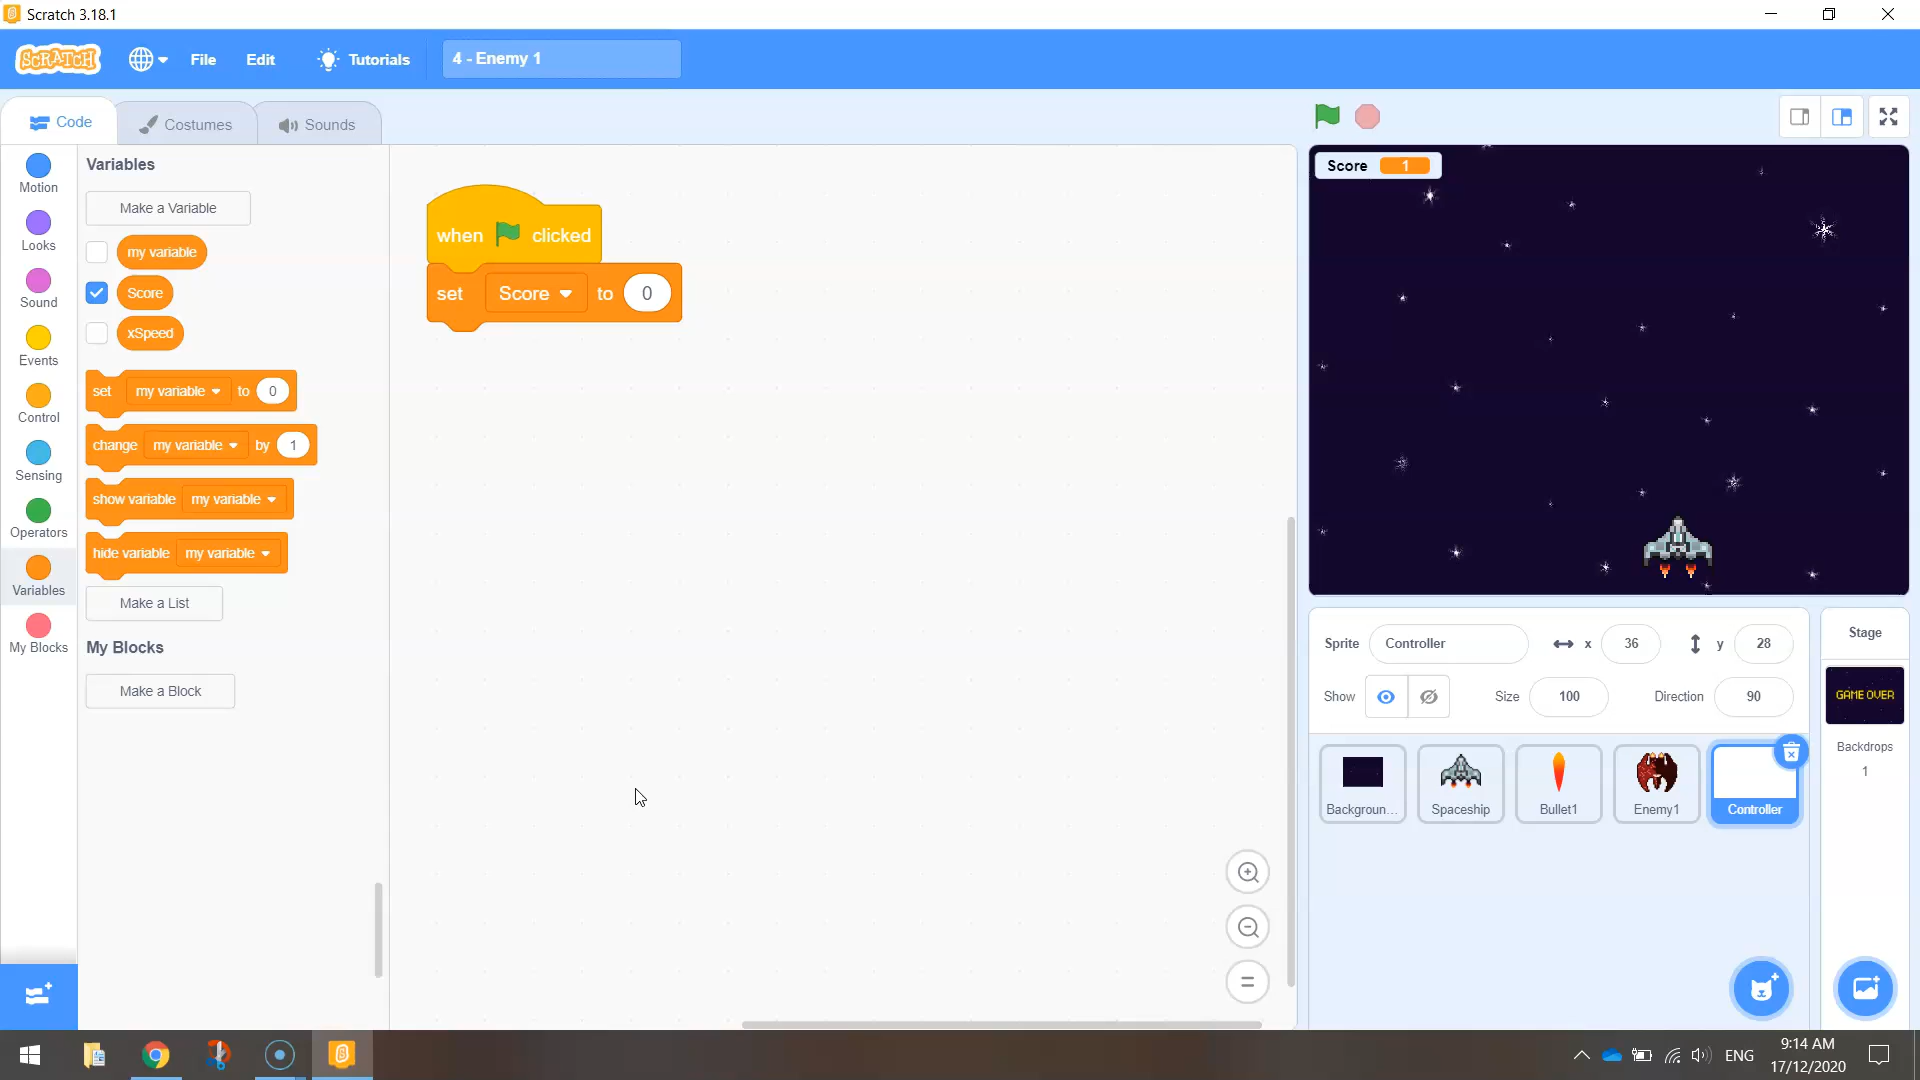 Scratch 3.18.1
SCRATCH
File
Edit
Tutorials
4 - Enemy 1
Code
Costumes
Sounds
Motion
Looks
Sound
Events
Control
Sensing
Operators
Variables
My Blocks
Variables
Make a Variable
my variable
Score
xSpeed
set my variable to 0
change my variable by 1
show variable my variable
hide variable my variable
Make a List
My Blocks
Make a Block
when clicked
set Score to 0
Score 1
Sprite Controller x 36 y 28
Show Size 100 Direction 90
Backgroun...
Spaceship
Bullet1
Enemy1
Controller
Stage
GAME OVER
Backdrops
1
ENG
9:14 AM
17/12/2020